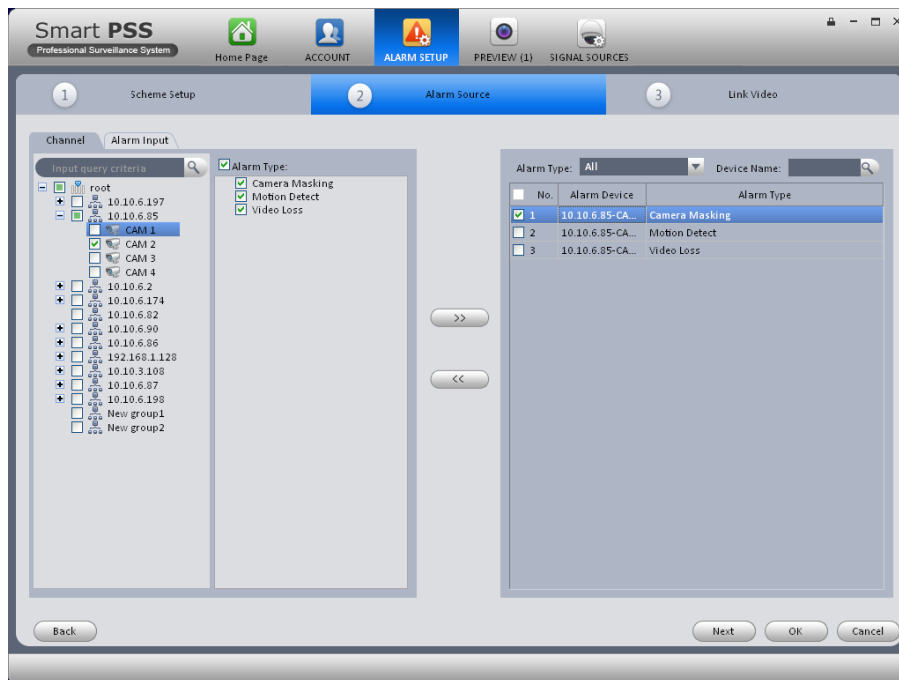 Smart PSS
Professional Surveillance System
Home Page
ACCOUNT
ALARM SETUP
PREVIEW (1)
SIGNAL SOURCES
1 Scheme Setup
2 Alarm Source
3 Link Video
Channel
Alarm Input
Input query criteria
root
10.10.6.197
10.10.6.85
CAM 1
CAM 2
CAM 3
CAM 4
10.10.6.2
10.10.6.174
10.10.6.82
10.10.6.90
10.10.6.86
192.168.1.128
10.10.3.108
10.10.6.87
10.10.6.198
New group1
New group2
Alarm Type:
Camera Masking
Motion Detect
Video Loss
>>
<<
Alarm Type: All Device Name:
No. Alarm Device Alarm Type
1 10.10.6.85-CA... Camera Masking
2 10.10.6.85-CA... Motion Detect
3 10.10.6.85-CA... Video Loss
Back
Next
OK
Cancel